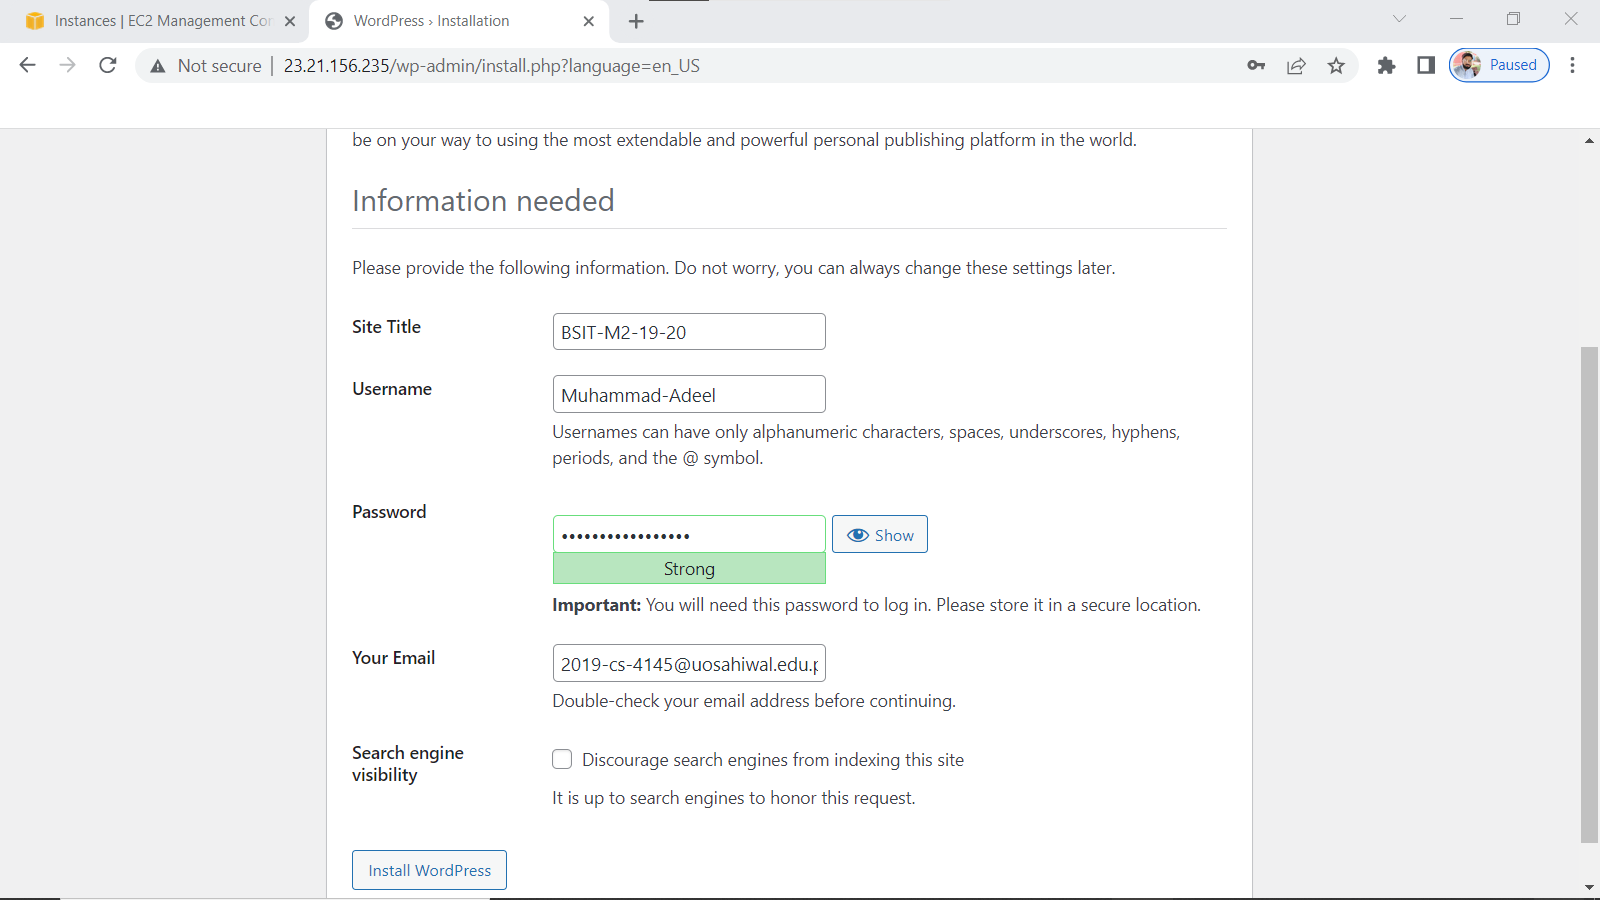 Instances | EC2 Management Con
WordPress › Installation
Not secure
23.21.156.235/wp-admin/install.php?language=en_US
Paused
be on your way to using the most extendable and powerful personal publishing platform in the world.
Information needed
Please provide the following information. Do not worry, you can always change these settings later.
Site Title
BSIT-M2-19-20
Username
Muhammad-Adeel
Usernames can have only alphanumeric characters, spaces, underscores, hyphens,
periods, and the @ symbol.
Password
•••••••••••••••••
Show
Strong
Important: You will need this password to log in. Please store it in a secure location.
Your Email
2019-cs-4145@uosahiwal.edu.p
Double-check your email address before continuing.
Search engine
visibility
Discourage search engines from indexing this site
It is up to search engines to honor this request.
Install WordPress